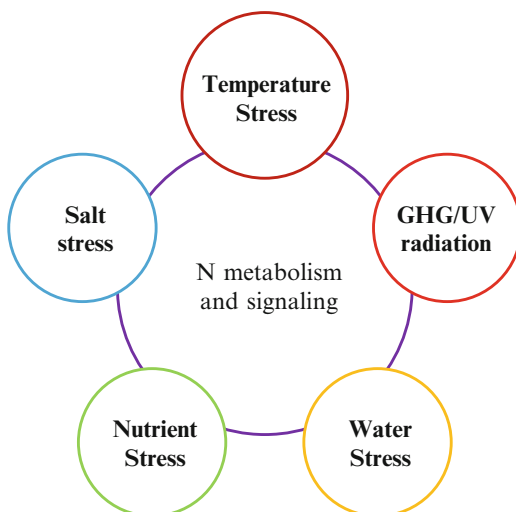 Temperature
Stress
Salt
stress
GHG/UV
radiation
N metabolism
and signaling
Nutrient
Stress
Water
Stress